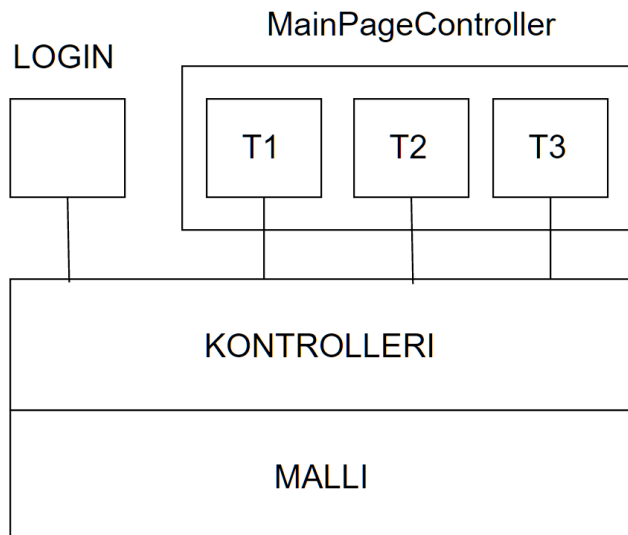 MainPageController
LOGIN
T1
T2
T3
KONTROLLERI
MALLI